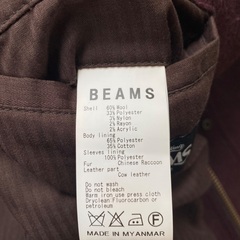 BEAMS
Shell 60% Wool
33% Polyester
3% Nylon
2% Rayon
2% Acrylic
Body lining
65% Polyester
35% Cotton
Sleeves lining
100% Polyester
Fur Chinese Raccoon
Leather part
Cow leather
Do not wash
Do not bleach
Warm iron,use press cloth
Dryclean Fluorocarbon or
petroleum
MADE IN MYANMAR
MS